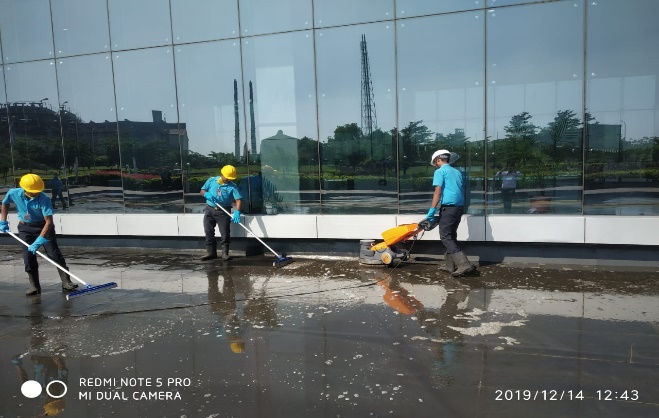 REDMI NOTE 5 PRO
MI DUAL CAMERA
2019/12/14 12:43